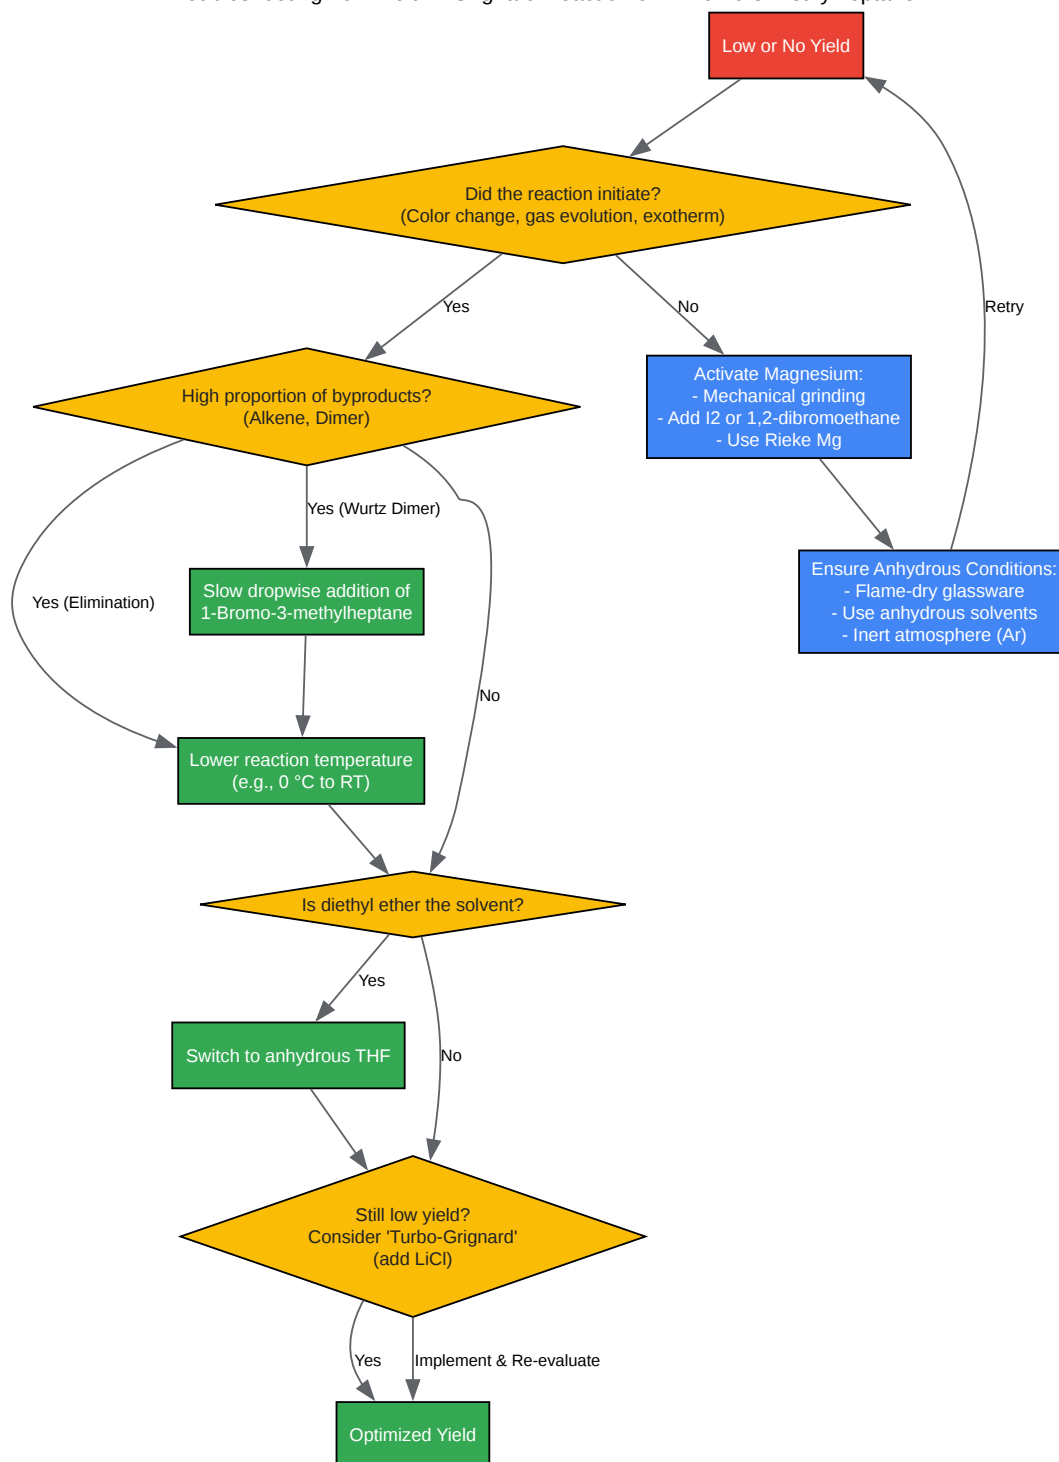 Low or No Yield
Did the reaction initiate?
(Color change, gas evolution, exotherm)
Yes
No
Retry
High proportion of byproducts?
(Alkene, Dimer)
Activate Magnesium:
- Mechanical grinding
- Add I2 or 1,2-dibromoethane
- Use Rieke Mg
Yes (Wurtz Dimer)
Yes (Elimination)
Slow dropwise addition of
1-Bromo-3-methylheptane
Ensure Anhydrous Conditions:
- Flame-dry glassware
- Use anhydrous solvents
- Inert atmosphere (Ar)
No
Lower reaction temperature
(e.g., 0 °C to RT)
Is diethyl ether the solvent?
Yes
No
Switch to anhydrous THF
Still low yield?
Consider 'Turbo-Grignard'
(add LiCl)
Yes
Implement & Re-evaluate
Optimized Yield